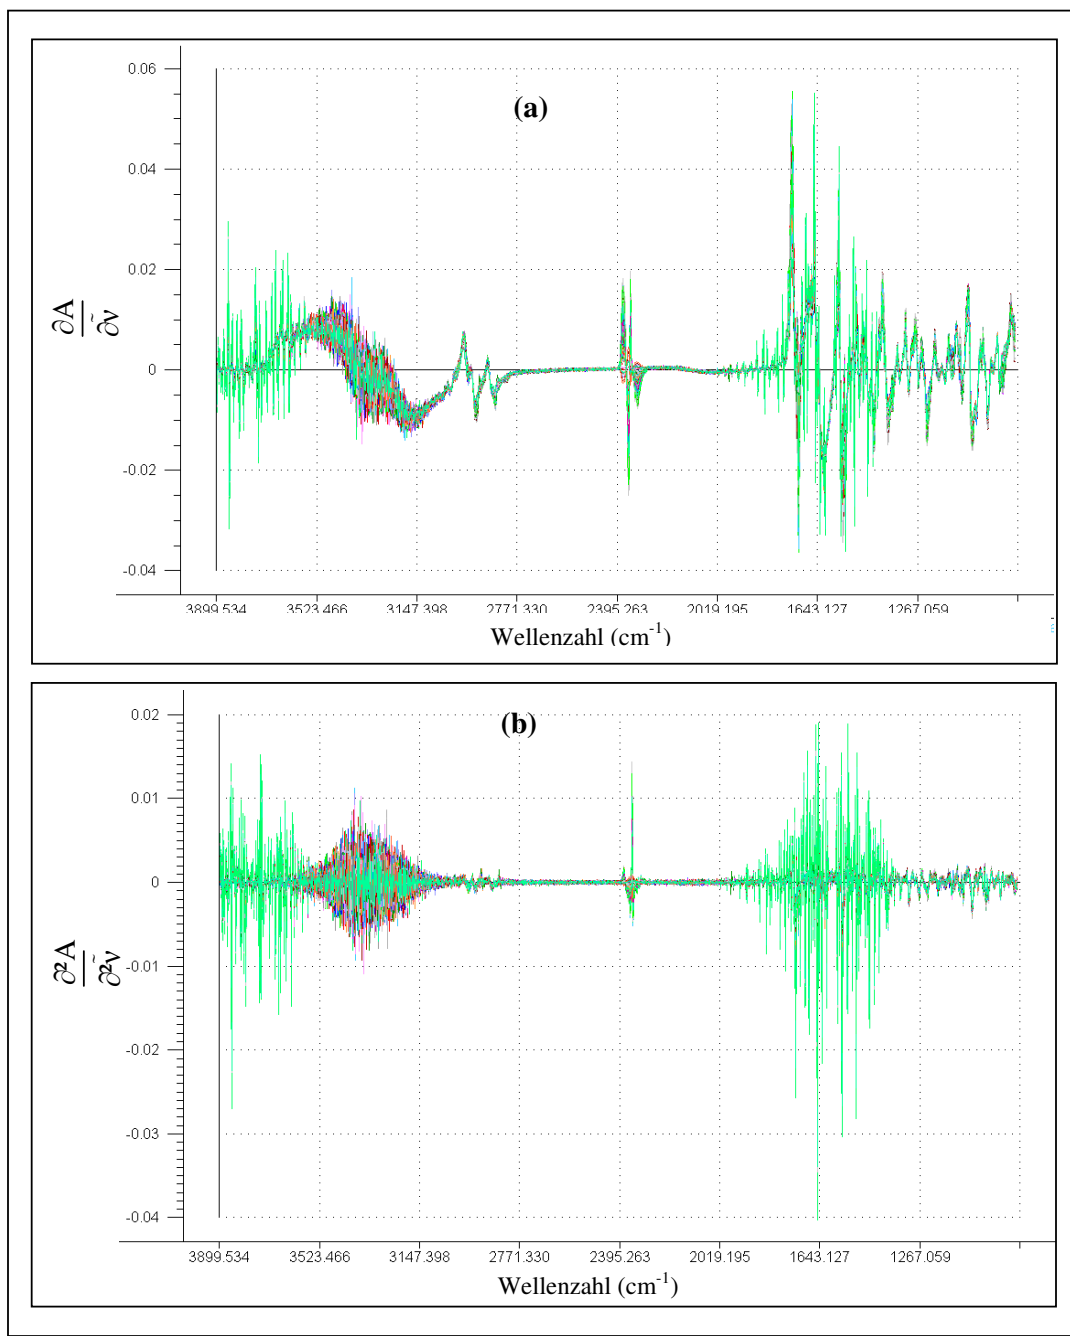 (a)
0.06
0.04
0.02
0
-0.02
-0.04
∂A
∂ṽ
3899.534 3523.466 3147.398 2771.330 2395.263 2019.195 1643.127 1267.059
Wellenzahl (cm⁻¹)
(b)
0.02
0.01
0
-0.01
-0.02
-0.03
-0.04
∂²A
∂²ṽ
3899.534 3523.466 3147.398 2771.330 2395.263 2019.195 1643.127 1267.059
Wellenzahl (cm⁻¹)